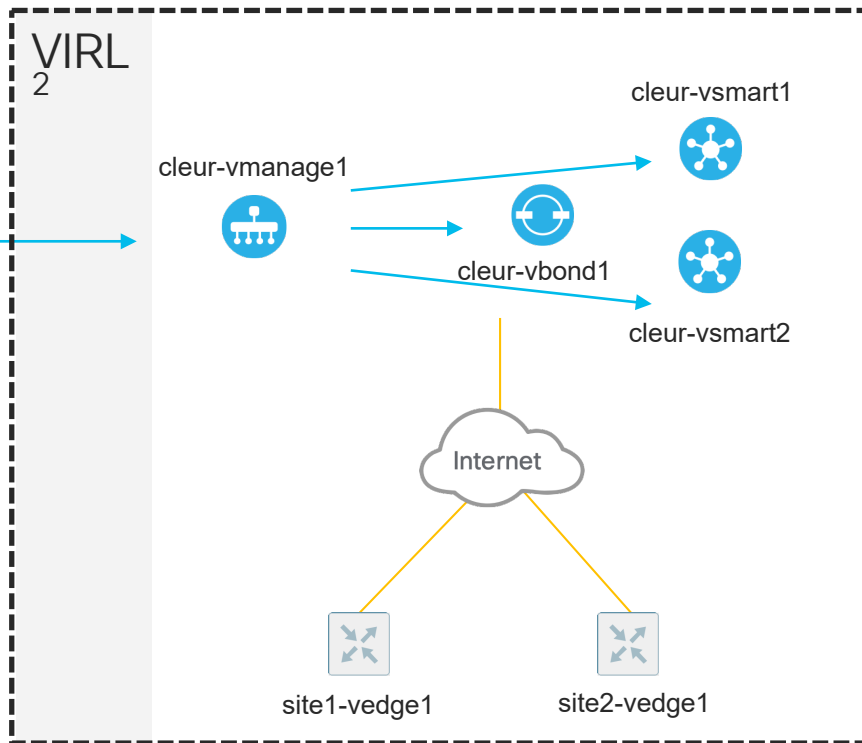 VIRL
2
cleur-vsmart1
cleur-vmanage1
cleur-vbond1
cleur-vsmart2
Internet
site1-vedge1
site2-vedge1